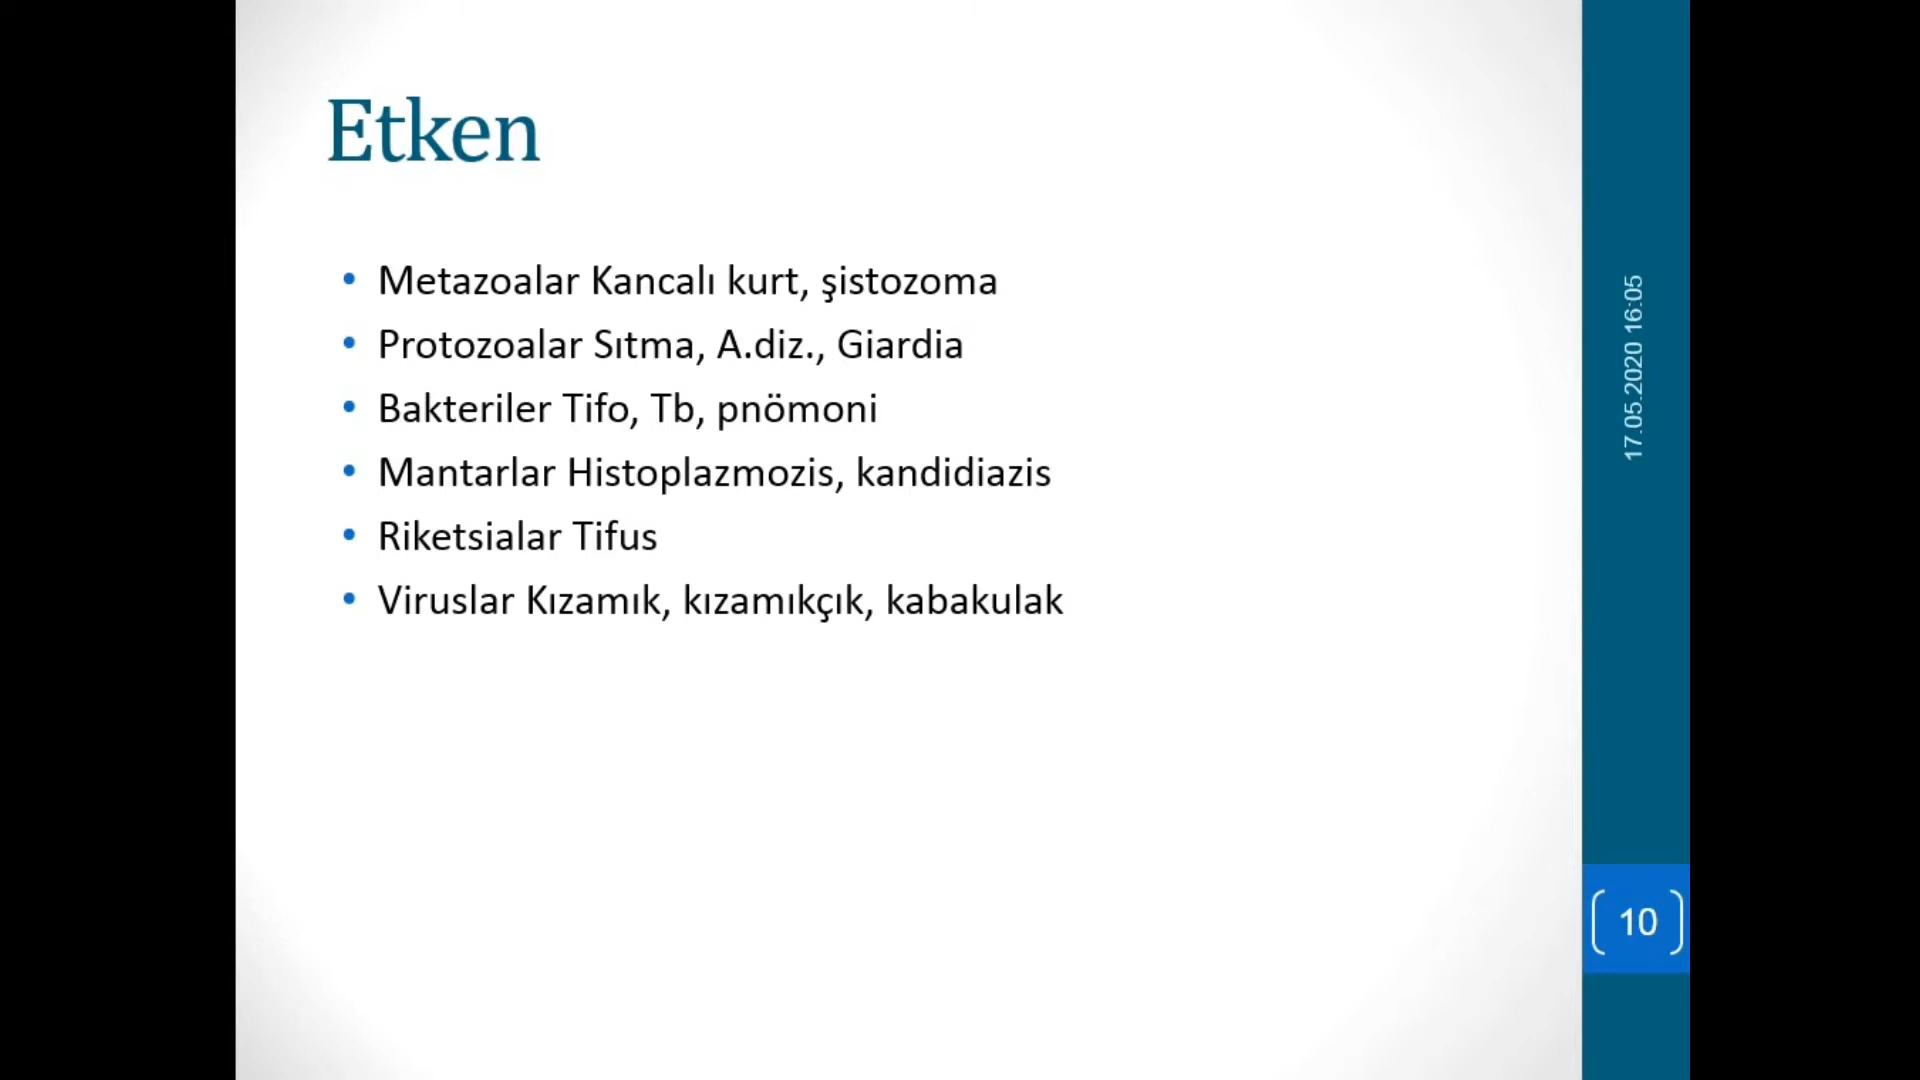 Etken
• Metazoalar Kancalı kurt, şistozoma
• Protozoalar Sıtma, A.diz., Giardia
• Bakteriler Tifo, Tb, pnömoni
• Mantarlar Histoplazmozis, kandidiazis
• Riketsialar Tifus
• Viruslar Kızamık, kızamıkçık, kabakulak
17.05.2020 16:05
10